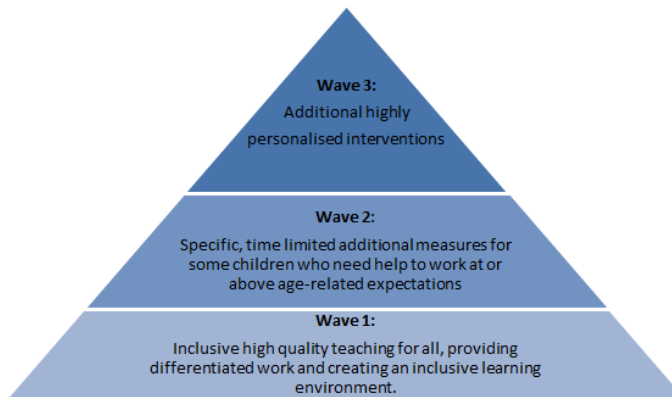 Wave 3:
Additional highly
personalised interventions
Wave 2:
Specific, time limited additional measures for
some children who need help to work at or
above age-related expectations
Wave 1:
Inclusive high quality teaching for all, providing
differentiated work and creating an inclusive learning
environment.